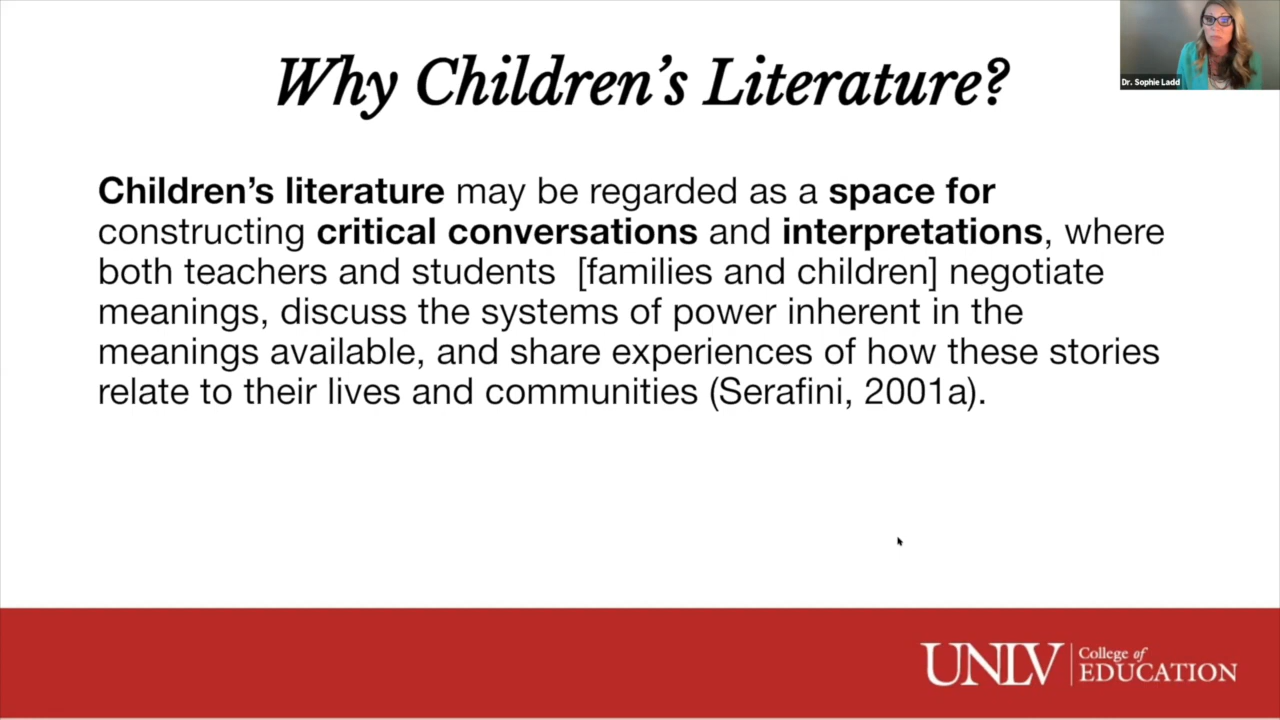 Why Children's Literature?
Dr. Sophie Ladd
Children's literature may be regarded as a space for
constructing critical conversations and interpretations, where
both teachers and students [families and children] negotiate
meanings, discuss the systems of power inherent in the
meanings available, and share experiences of how these stories
relate to their lives and communities (Serafini, 2001a).
UNLV
College of
EDUCATION